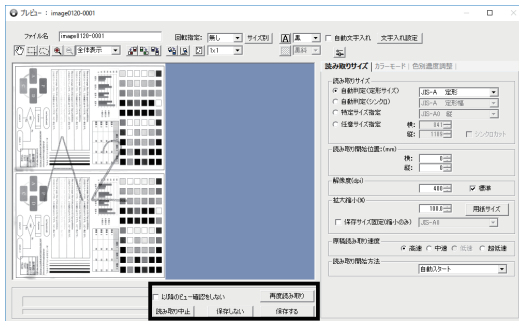 プレビュー : image0120-0001
ファイル名 image0120-0001 回転指定: 無し サイズ別 A 黒 自動文字入れ 文字入れ設定
全体表示 1x1 黒斜
読み取りサイズ カラーモード 色別濃度調整
読み取りサイズ
自動判定(定形サイズ) JIS-A 定形
自動判定(シンクロ) JIS-A 定形幅
特定サイズ指定 JIS-A0 縦
任意サイズ指定 横: 841
縦: 1189 シンクロカット
読み取り開始位置:(mm)
横: 0
縦: 0
解像度(dpi)
400 標準
拡大縮小(%)
100.0 用紙サイズ
保存サイズ固定(縮小のみ) JIS-A0
原稿読み取り速度
高速 中速 低速 超低速
読み取り開始方法
自動スタート
A2
以降のビュー確認をしない 再度読み取り
読み取り中止 保存しない 保存する